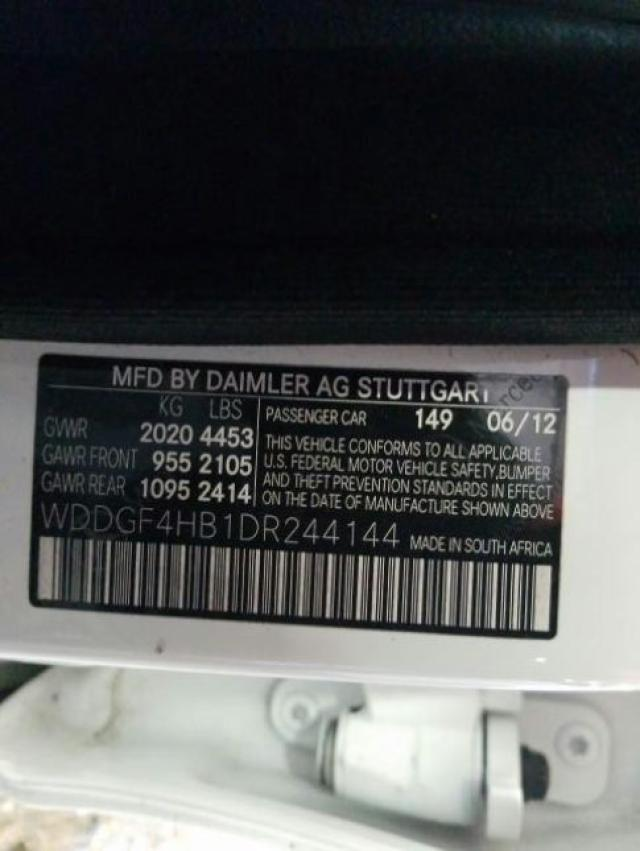 MFD BY DAIMLER AG STUTTGART
KG LBS
GVWR 2020 4453
GAWR FRONT 955 2105
GAWR REAR 1095 2414
PASSENGER CAR 149 06/12
THIS VEHICLE CONFORMS TO ALL APPLICABLE
U.S. FEDERAL MOTOR VEHICLE SAFETY, BUMPER
AND THEFT PREVENTION STANDARDS IN EFFECT
ON THE DATE OF MANUFACTURE SHOWN ABOVE
WDDGF4HB1DR244144 MADE IN SOUTH AFRICA